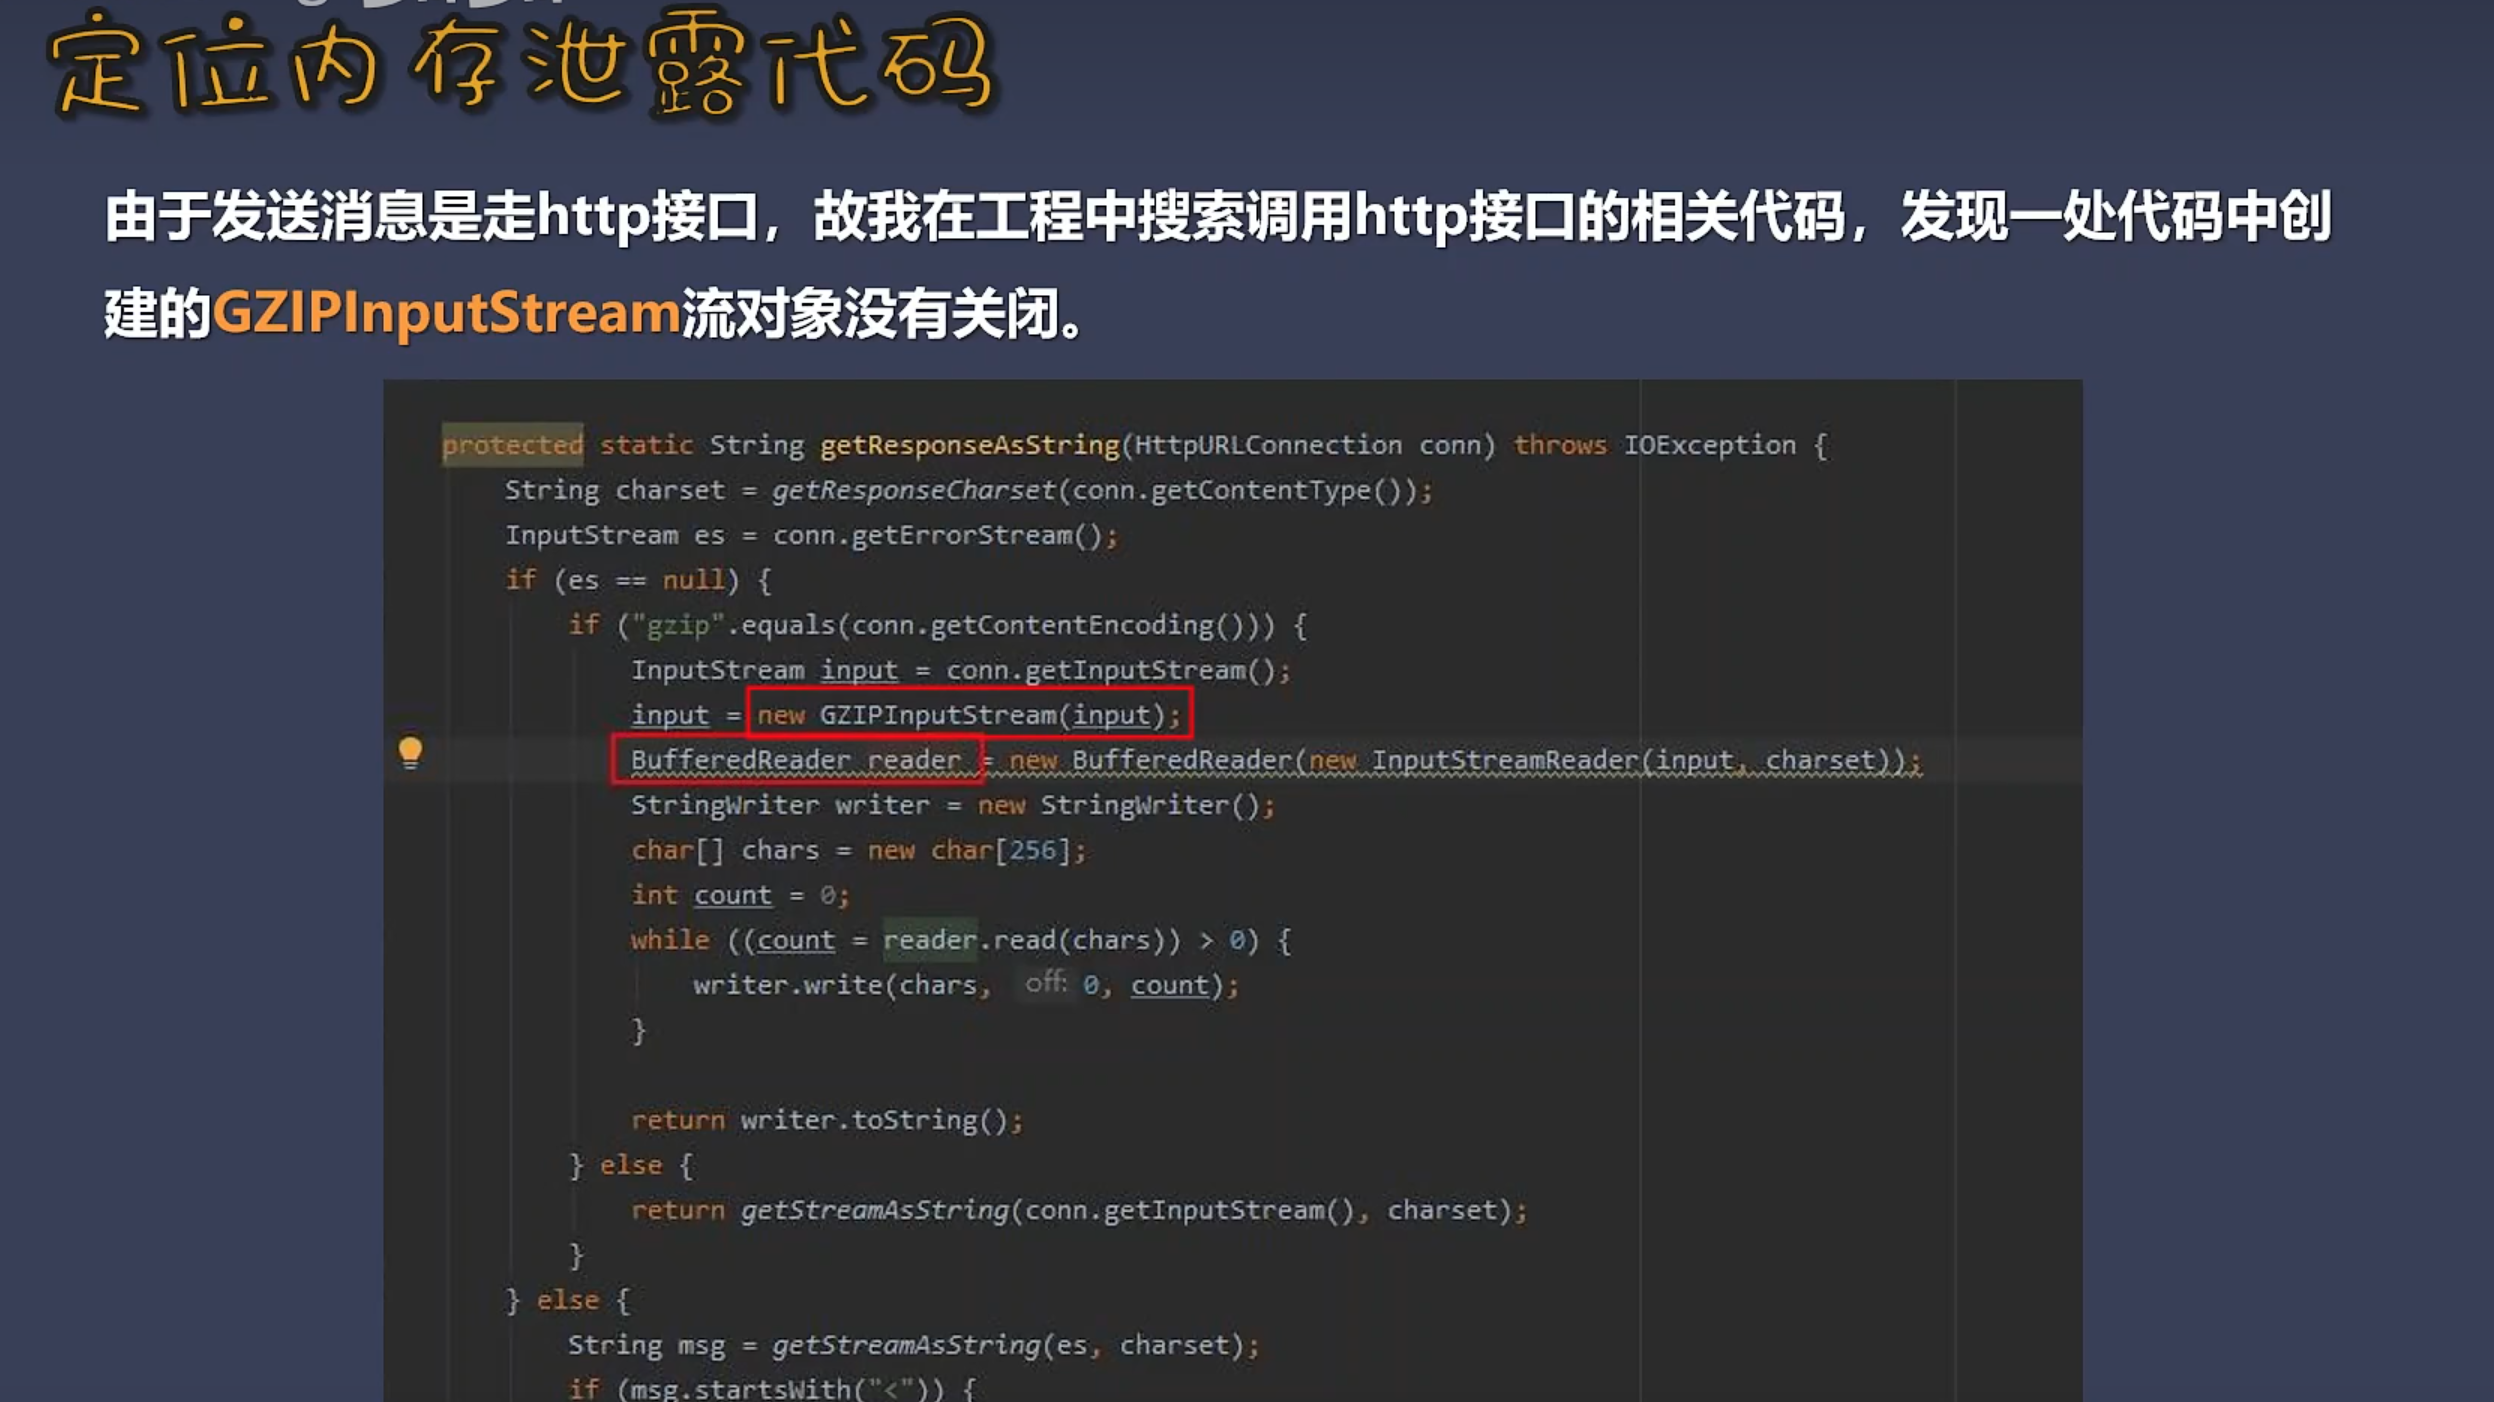 定位内存泄露代码
由于发送消息是走http接口，故我在工程中搜索调用http接口的相关代码，发现一处代码中创
建的GZIPInputStream流对象没有关闭。
protected static String getResponseAsString(HttpURLConnection conn) throws IOException {
String charset = getResponseCharset(conn.getContentType());
InputStream es = conn.getErrorStream();
if (es == null) {
if ("gzip".equals(conn.getContentEncoding())) {
InputStream input = conn.getInputStream();
input = new GZIPInputStream(input);
BufferedReader reader = new BufferedReader(new InputStreamReader(input, charset));
StringWriter writer = new StringWriter();
char[] chars = new char[256];
int count = 0;
while ((count = reader.read(chars)) > 0) {
writer.write(chars, off: 0, count);
}
return writer.toString();
} else {
return getStreamAsString(conn.getInputStream(), charset);
}
} else {
String msg = getStreamAsString(es, charset);
if (msg.startsWith("<")) {